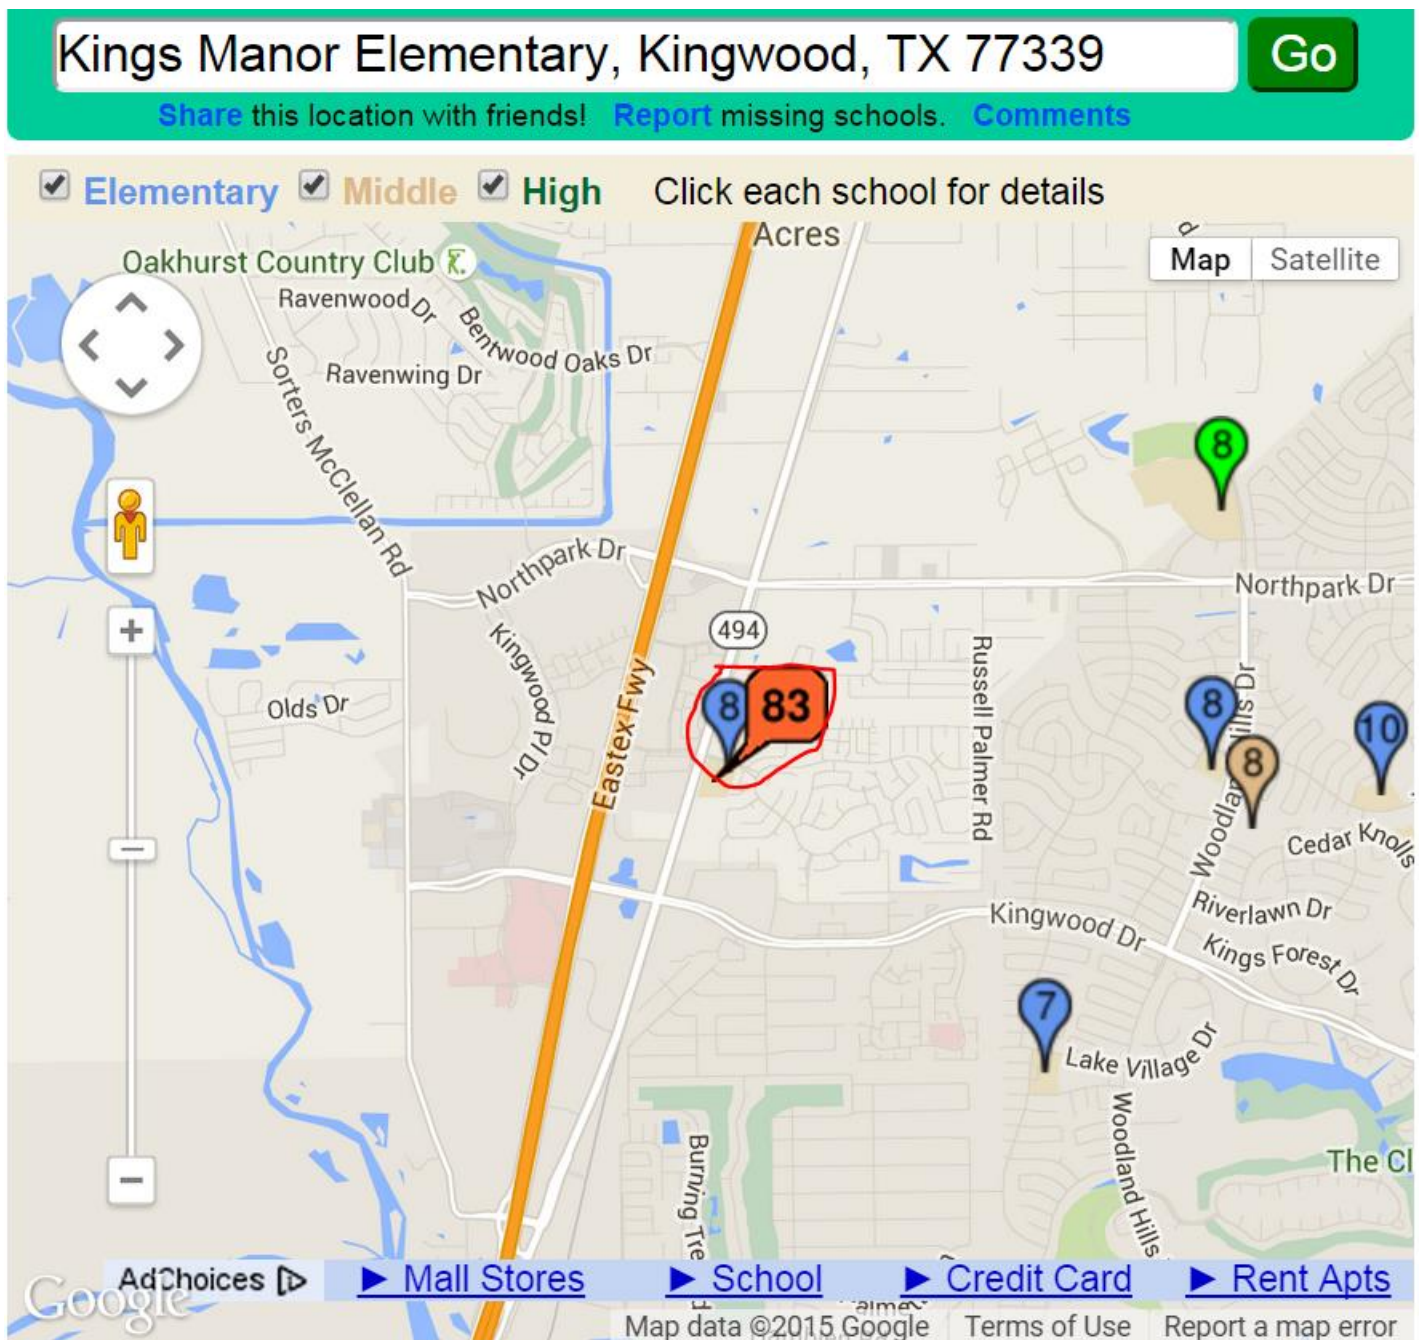 Kings Manor Elementary, Kingwood, TX 77339 Go
Share this location with friends! Report missing schools. Comments
Elementary Middle High Click each school for details
Acres
Map Satellite
Oakhurst Country Club
Ravenwood Dr
Bentwood Oaks Dr
Ravenwing Dr
Sorters McClellan Rd
8
Northpark Dr
Northpark Dr
494
Kingwood Pl Dr
Russell Palmer Rd
Olds Dr
Eastex Fwy
8 83
8
10
8
Cedar Knolls
Riverlawn Dr
Kingwood Dr
Kings Forest Dr
7
Lake Village Dr
Woodland Hills
Burning Tre
The Cl
AdChoices ► Mall Stores ► School ► Credit Card ► Rent Apts
Google
Map data ©2015 Google Terms of Use Report a map error